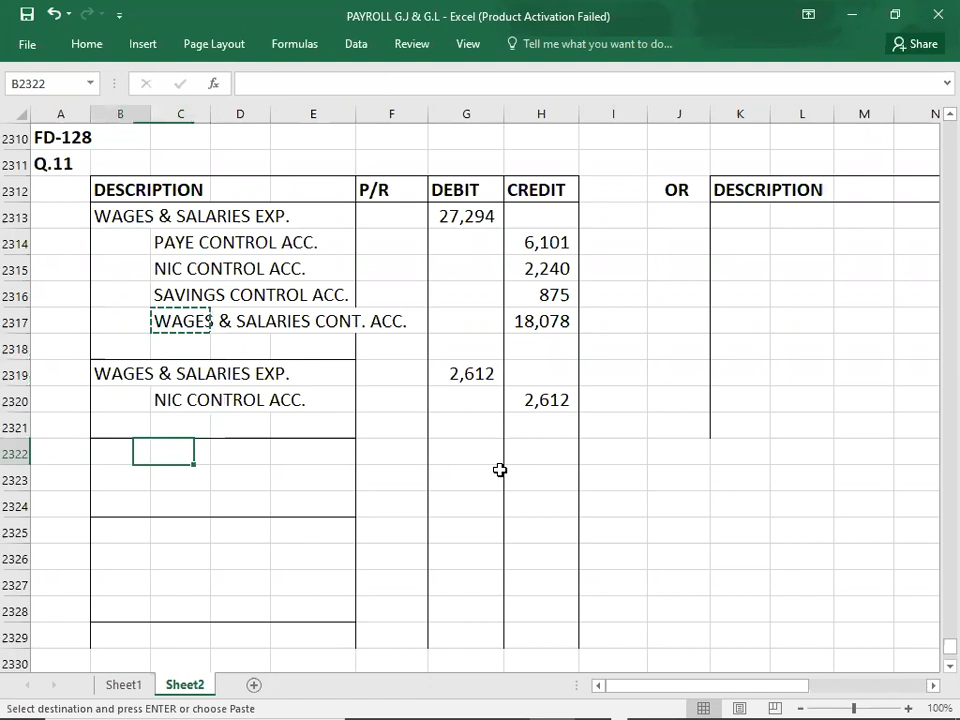 PAYROLL G.J & G.L - Excel (Product Activation Failed)
File Home Insert Page Layout Formulas Data Review View Tell me what you want to do... Share
B2322 fx
A B C D E F G H I J K L M N
2310 FD-128
2311 Q.11
2312 DESCRIPTION P/R DEBIT CREDIT OR DESCRIPTION
2313 WAGES & SALARIES EXP. 27,294
2314 PAYE CONTROL ACC. 6,101
2315 NIC CONTROL ACC. 2,240
2316 SAVINGS CONTROL ACC. 875
2317 WAGES & SALARIES CONT. ACC. 18,078
2318
2319 WAGES & SALARIES EXP. 2,612
2320 NIC CONTROL ACC. 2,612
2321
2322
2323
2324
2325
2326
2327
2328
2329
2330
Sheet1 Sheet2
Select destination and press ENTER or choose Paste 100%